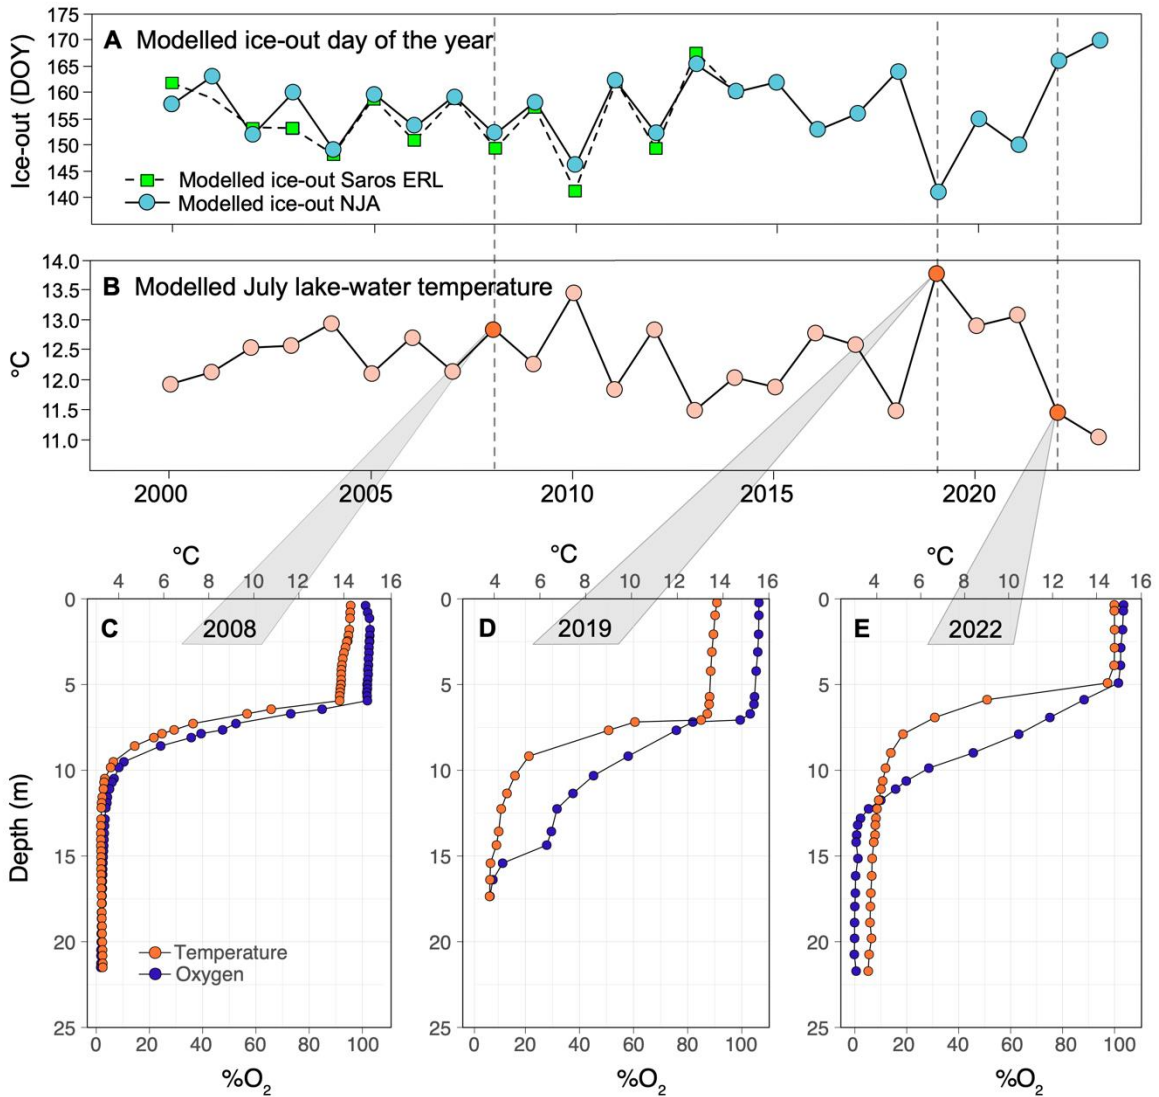 A Modelled ice-out day of the year
Ice-out (DOY)
175
170
165
160
155
150
145
140
Modelled ice-out Saros ERL
Modelled ice-out NJA
B Modelled July lake-water temperature
°C
14.0
13.5
13.0
12.5
12.0
11.5
11.0
2000 2005 2010 2015 2020
°C °C °C
4 6 8 10 12 14 16 4 6 8 10 12 14 16 4 6 8 10 12 14 16
C 2008 D 2019 E 2022
Depth (m)
0 0 0
5 5 5
10 10 10
15 15 15
20 20 20
25 25 25
Temperature
Oxygen
0 20 40 60 80 100 0 20 40 60 80 100 0 20 40 60 80 100
%O₂ %O₂ %O₂